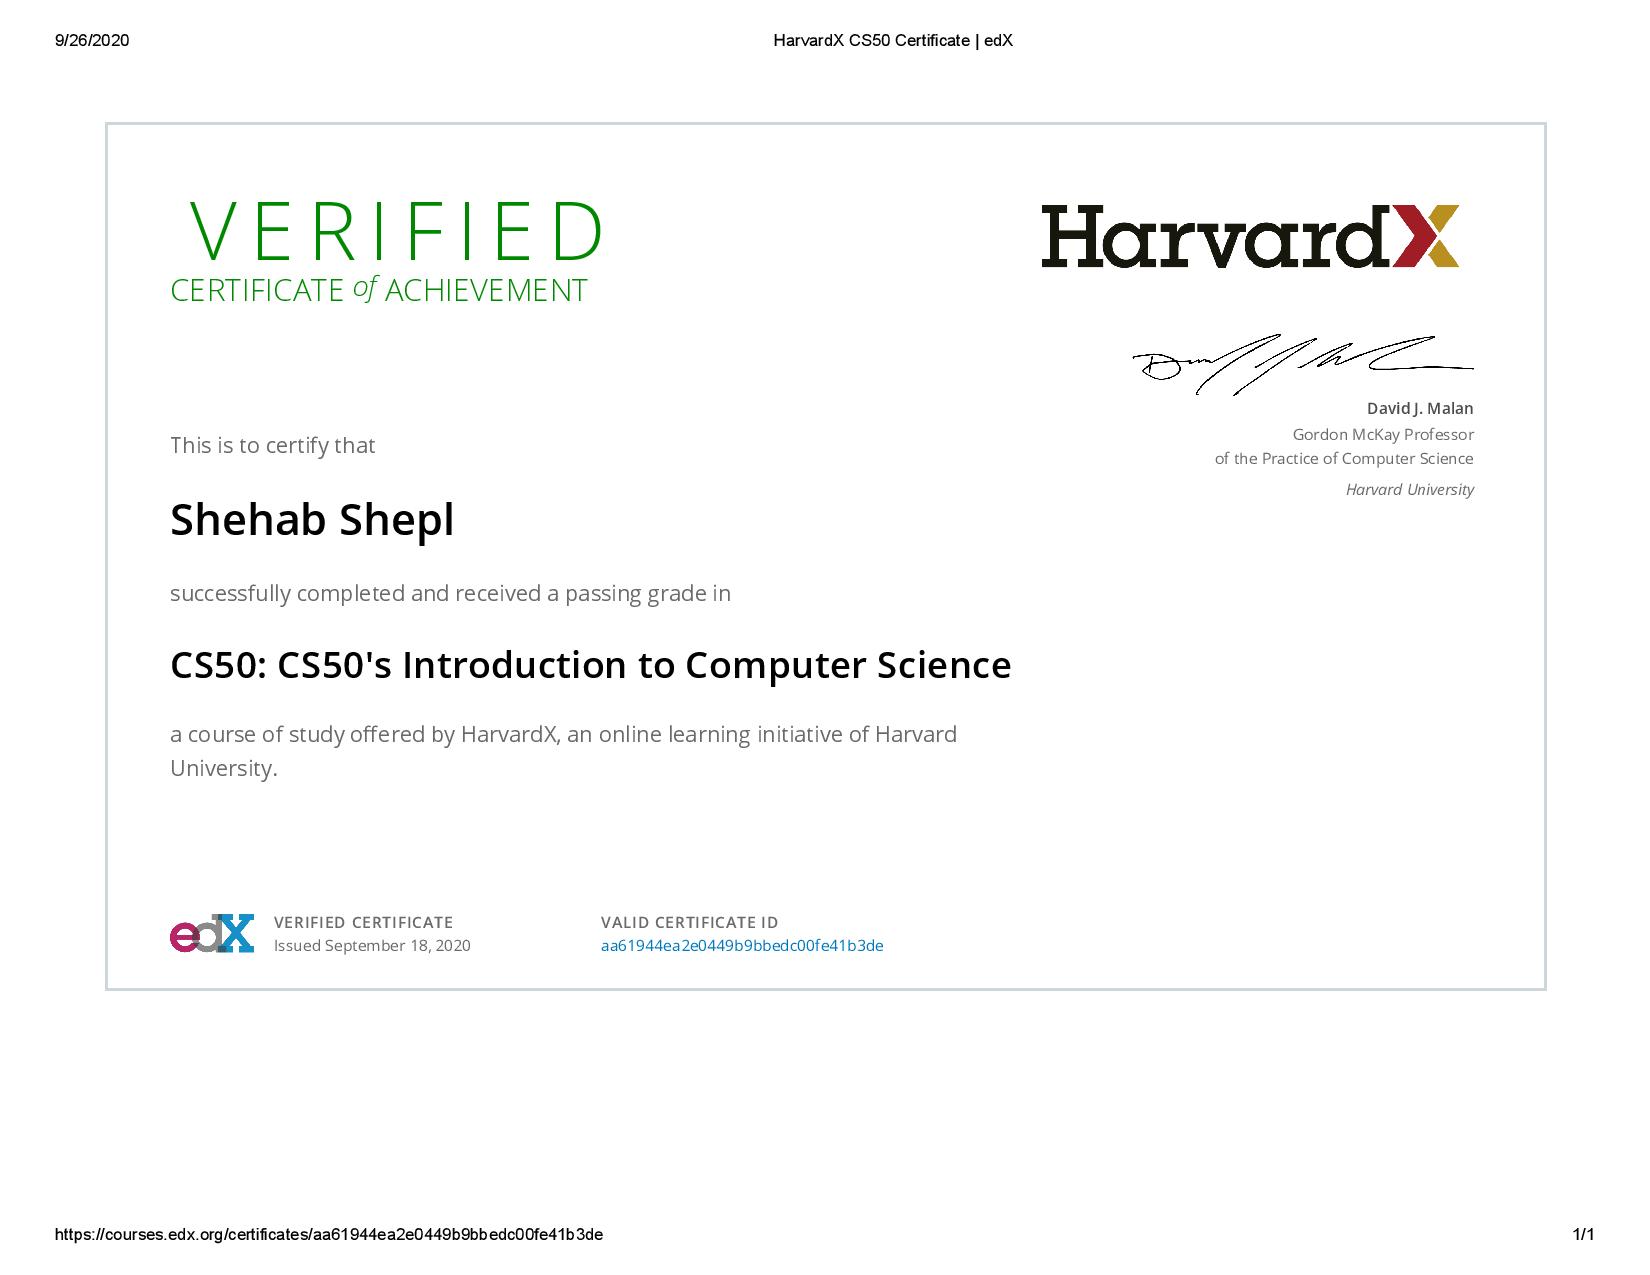 9/26/2020
HarvardX CS50 Certificate | edX
VERIFIED
CERTIFICATE of ACHIEVEMENT
HarvardX
David J. Malan
Gordon McKay Professor
of the Practice of Computer Science
Harvard University
This is to certify that
Shehab Shepl
successfully completed and received a passing grade in
CS50: CS50's Introduction to Computer Science
a course of study offered by HarvardX, an online learning initiative of Harvard
University.
edX
VERIFIED CERTIFICATE
Issued September 18, 2020
VALID CERTIFICATE ID
aa61944ea2e0449b9bbedc00fe41b3de
https://courses.edx.org/certificates/aa61944ea2e0449b9bbedc00fe41b3de
1/1